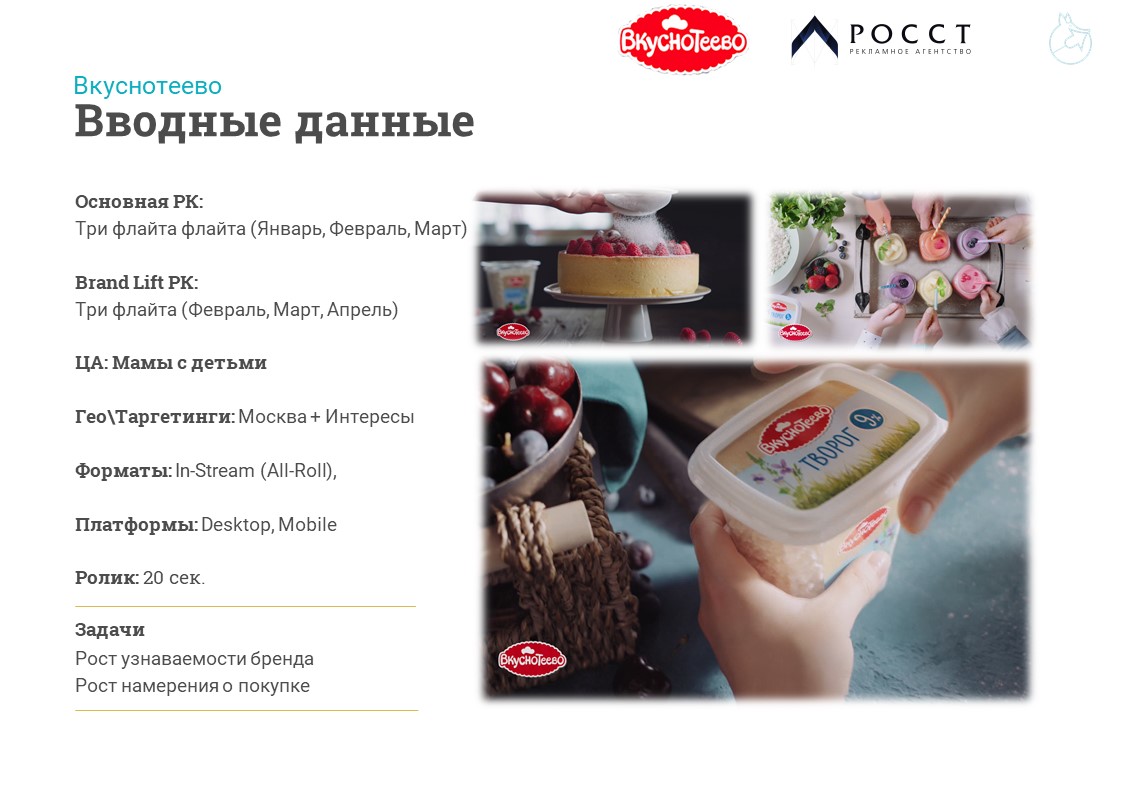 Вкуснотеево
РОССТ
РЕКЛАМНОЕ АГЕНТСТВО
Вкуснотеево
Вводные данные
Основная РК:
Три флайта флайта (Январь, Февраль, Март)
Brand Lift РК:
Три флайта (Февраль, Март, Апрель)
ЦА: Мамы с детьми
Гео\Таргетинги: Москва + Интересы
Форматы: In-Stream (All-Roll),
Платформы: Desktop, Mobile
Ролик: 20 сек.
Задачи
Рост узнаваемости бренда
Рост намерения о покупке
Вкуснотеево
Вкуснотеево
Вкуснотеево
ТВОРОГ 9%
Вкуснотеево
Вкуснотеево